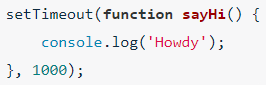 setTimeout(function sayHi() {
    console.log('Howdy');
}, 1000);